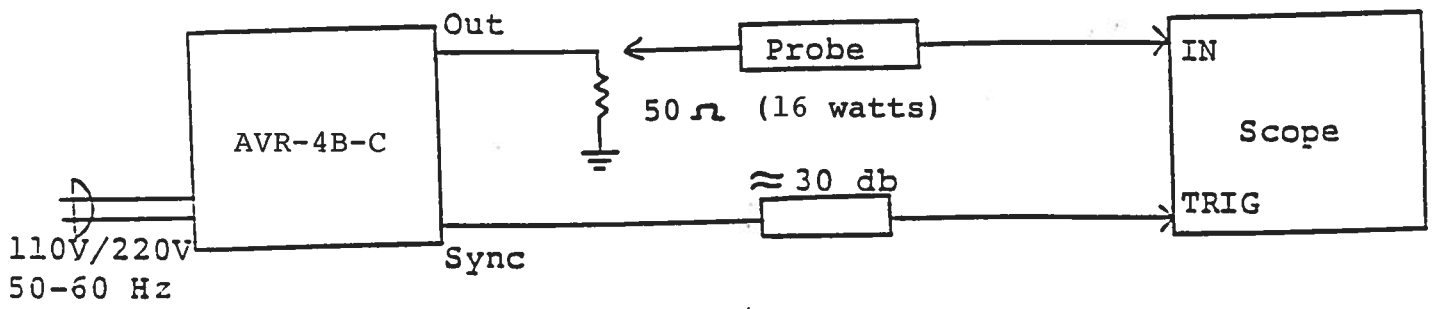 Out
Probe
IN
50 Ω (16 watts)
AVR-4B-C
Scope
≈ 30 db
TRIG
110V/220V
Sync
50-60 Hz